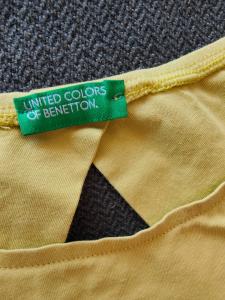 UNITED COLORS
OF BENETTON.